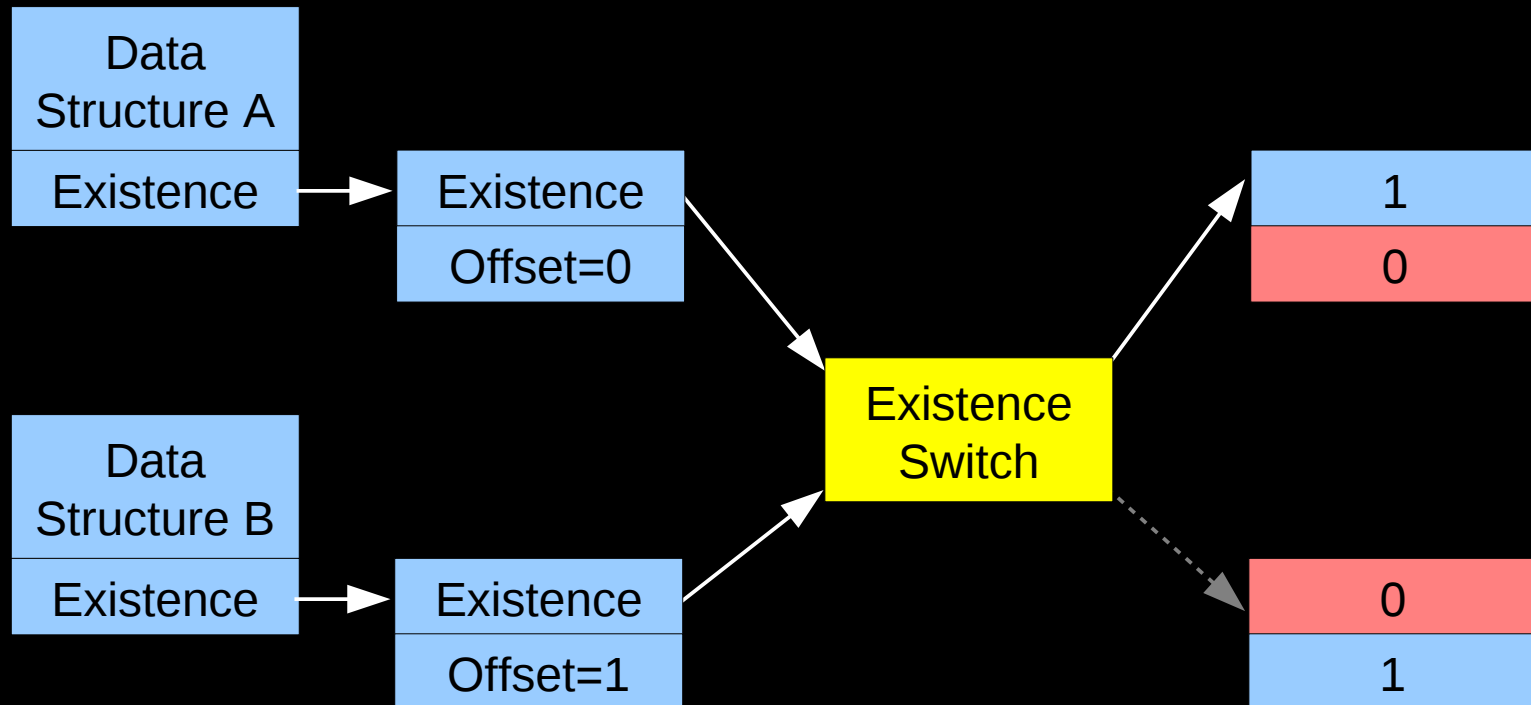 Data
Structure A
Existence
Existence
Offset=0
1
0
Existence
Switch
Data
Structure B
Existence
Existence
Offset=1
0
1